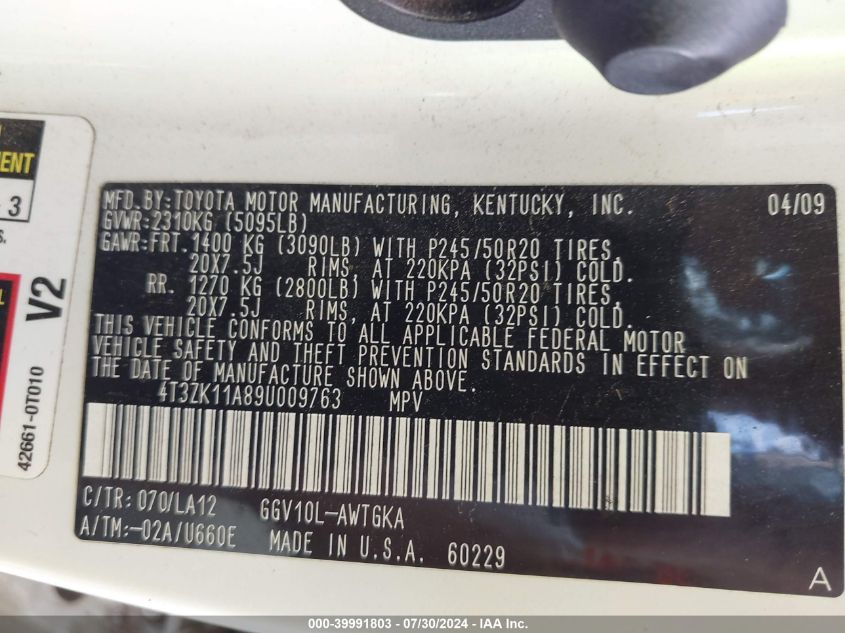 MENT
3
S.
L
V2
42661-0T010
MFD.BY:TOYOTA MOTOR MANUFACTURING, KENTUCKY, INC. 04/09
GVWR:2310KG (5095LB)
GAWR:FRT. 1400 KG (3090LB) WITH P245/50R20 TIRES,
20X7.5J RIMS, AT 220KPA (32PSI) COLD.
RR. 1270 KG (2800LB) WITH P245/50R20 TIRES,
20X7.5J RIMS, AT 220KPA (32PSI) COLD.
THIS VEHICLE CONFORMS TO ALL APPLICABLE FEDERAL MOTOR
VEHICLE SAFETY AND THEFT PREVENTION STANDARDS IN EFFECT ON
THE DATE OF MANUFACTURE SHOWN ABOVE.
4T3ZK11A89U009763 MPV
C/TR: 070/LA12 GGV10L-AWTGKA
A/TM:-02A/U660E MADE IN U.S.A. 60229
A
000-39991803 / 07/30/2024 - IAA Inc.